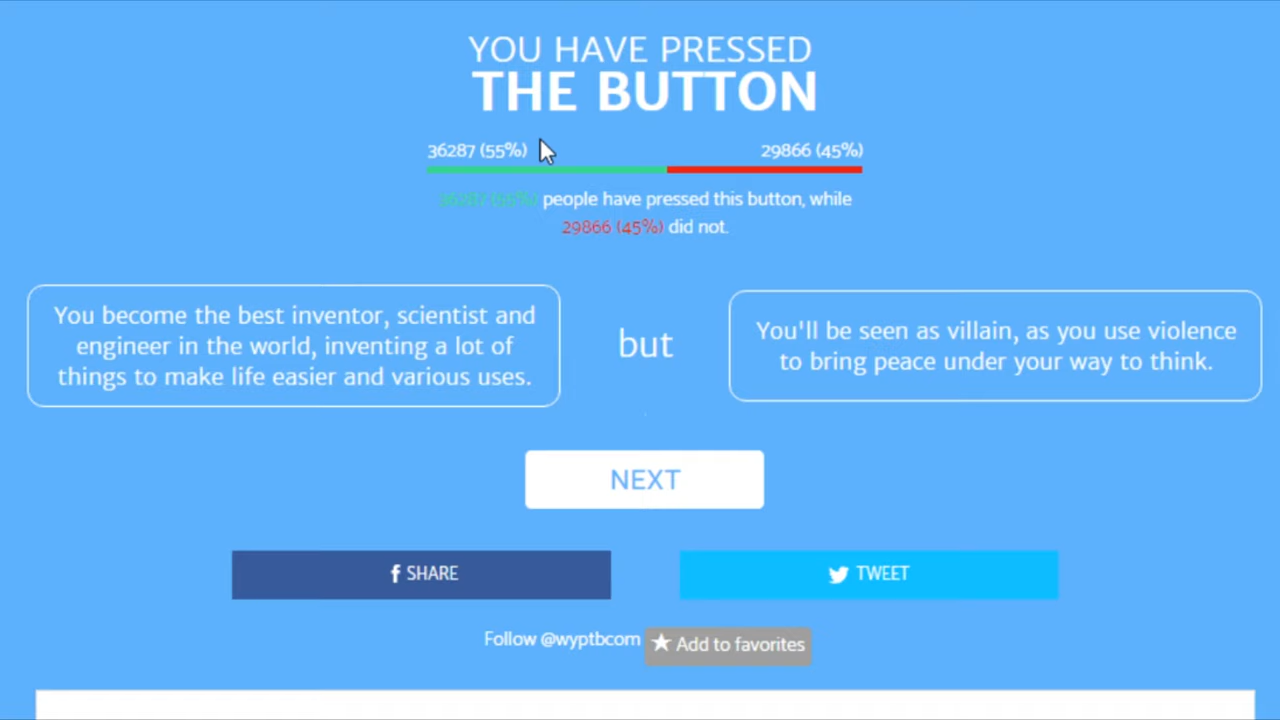 YOU HAVE PRESSED
THE BUTTON
36287 (55%) 29866 (45%)
36287 (55%) people have pressed this button, while
29866 (45%) did not.
You become the best inventor, scientist and
engineer in the world, inventing a lot of
things to make life easier and various uses.
but
You'll be seen as villain, as you use violence
to bring peace under your way to think.
NEXT
SHARE
TWEET
Follow @wyptbcom
Add to favorites